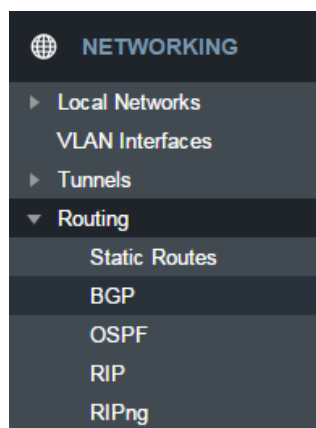 NETWORKING
Local Networks
VLAN Interfaces
Tunnels
Routing
Static Routes
BGP
OSPF
RIP
RIPng